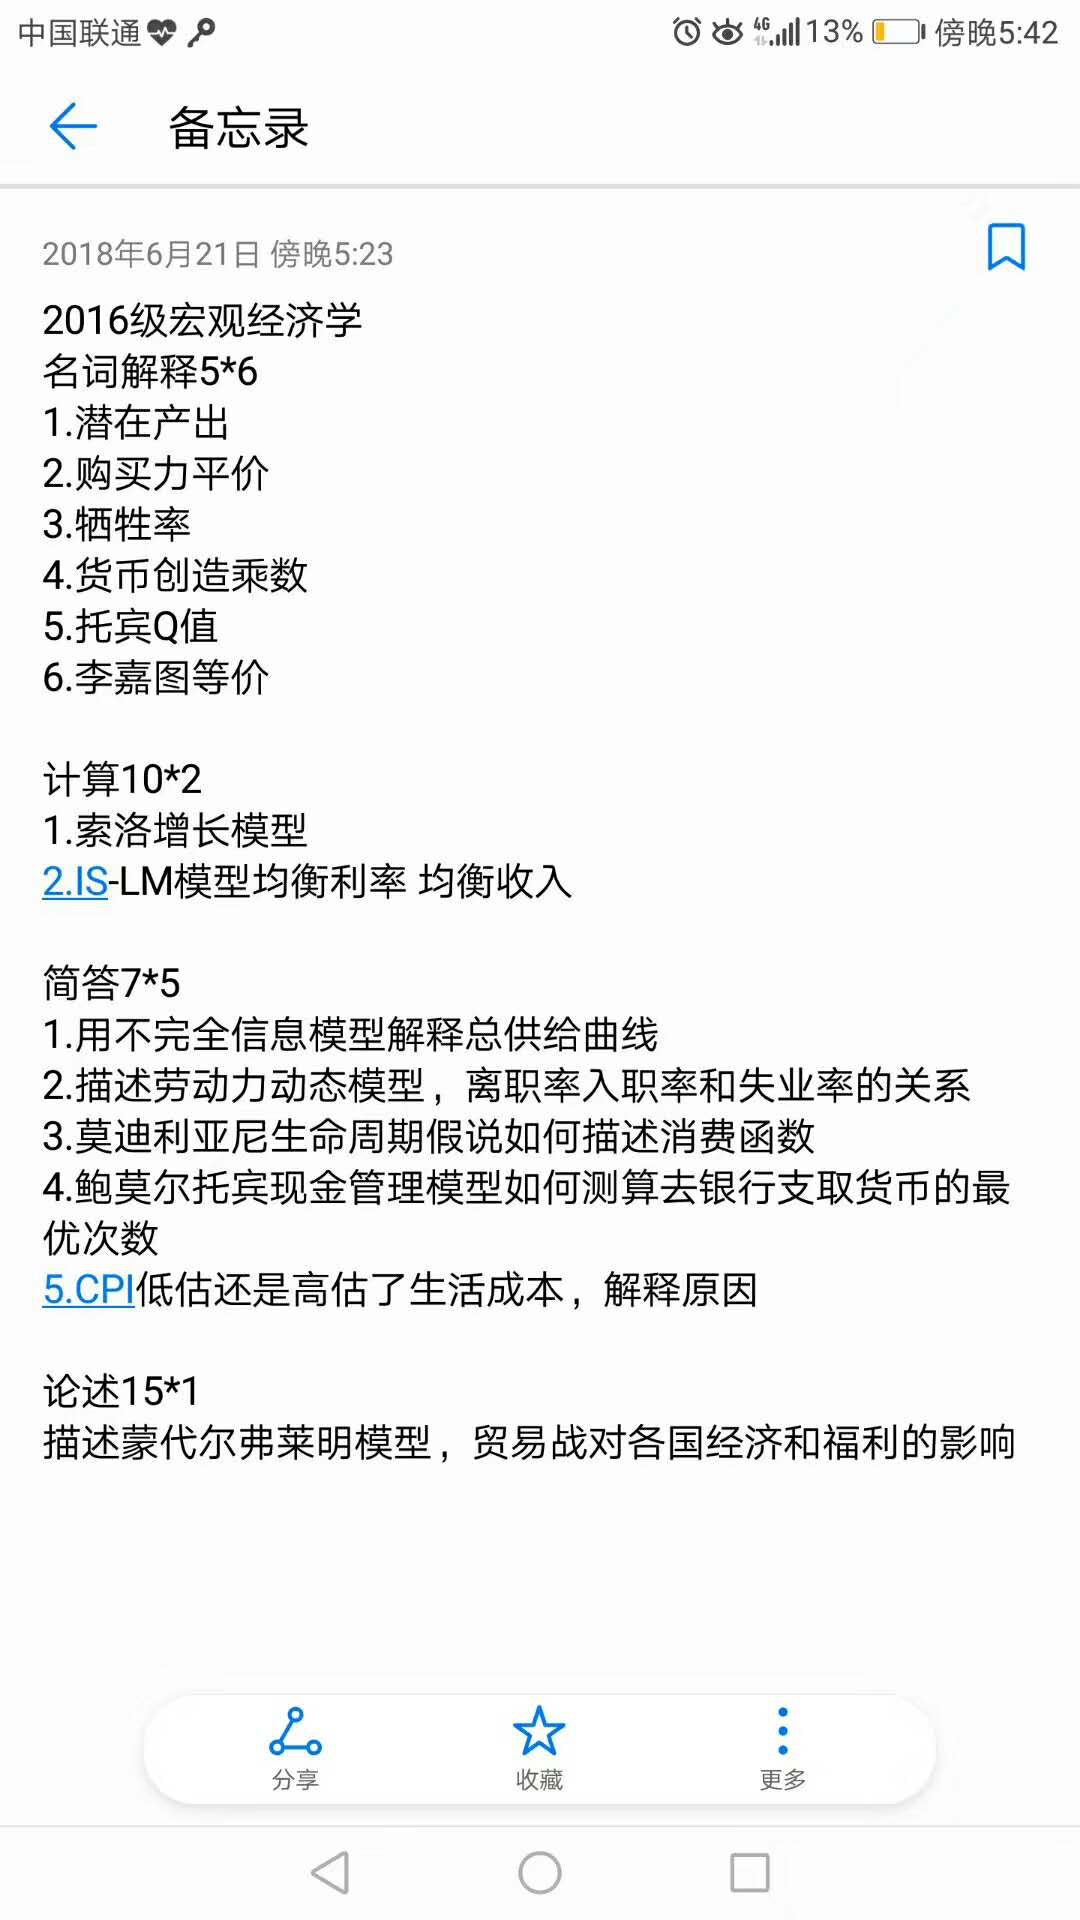 中国联通 4G 13% 傍晚5:42
备忘录
2018年6月21日 傍晚5:23
2016级宏观经济学
名词解释5*6
1.潜在产出
2.购买力平价
3.牺牲率
4.货币创造乘数
5.托宾Q值
6.李嘉图等价
计算10*2
1.索洛增长模型
2.IS-LM模型均衡利率 均衡收入
简答7*5
1.用不完全信息模型解释总供给曲线
2.描述劳动力动态模型，离职率入职率和失业率的关系
3.莫迪利亚尼生命周期假说如何描述消费函数
4.鲍莫尔托宾现金管理模型如何测算去银行支取货币的最
优次数
5.CPI低估还是高估了生活成本，解释原因
论述15*1
描述蒙代尔弗莱明模型，贸易战对各国经济和福利的影响
分享 收藏 更多